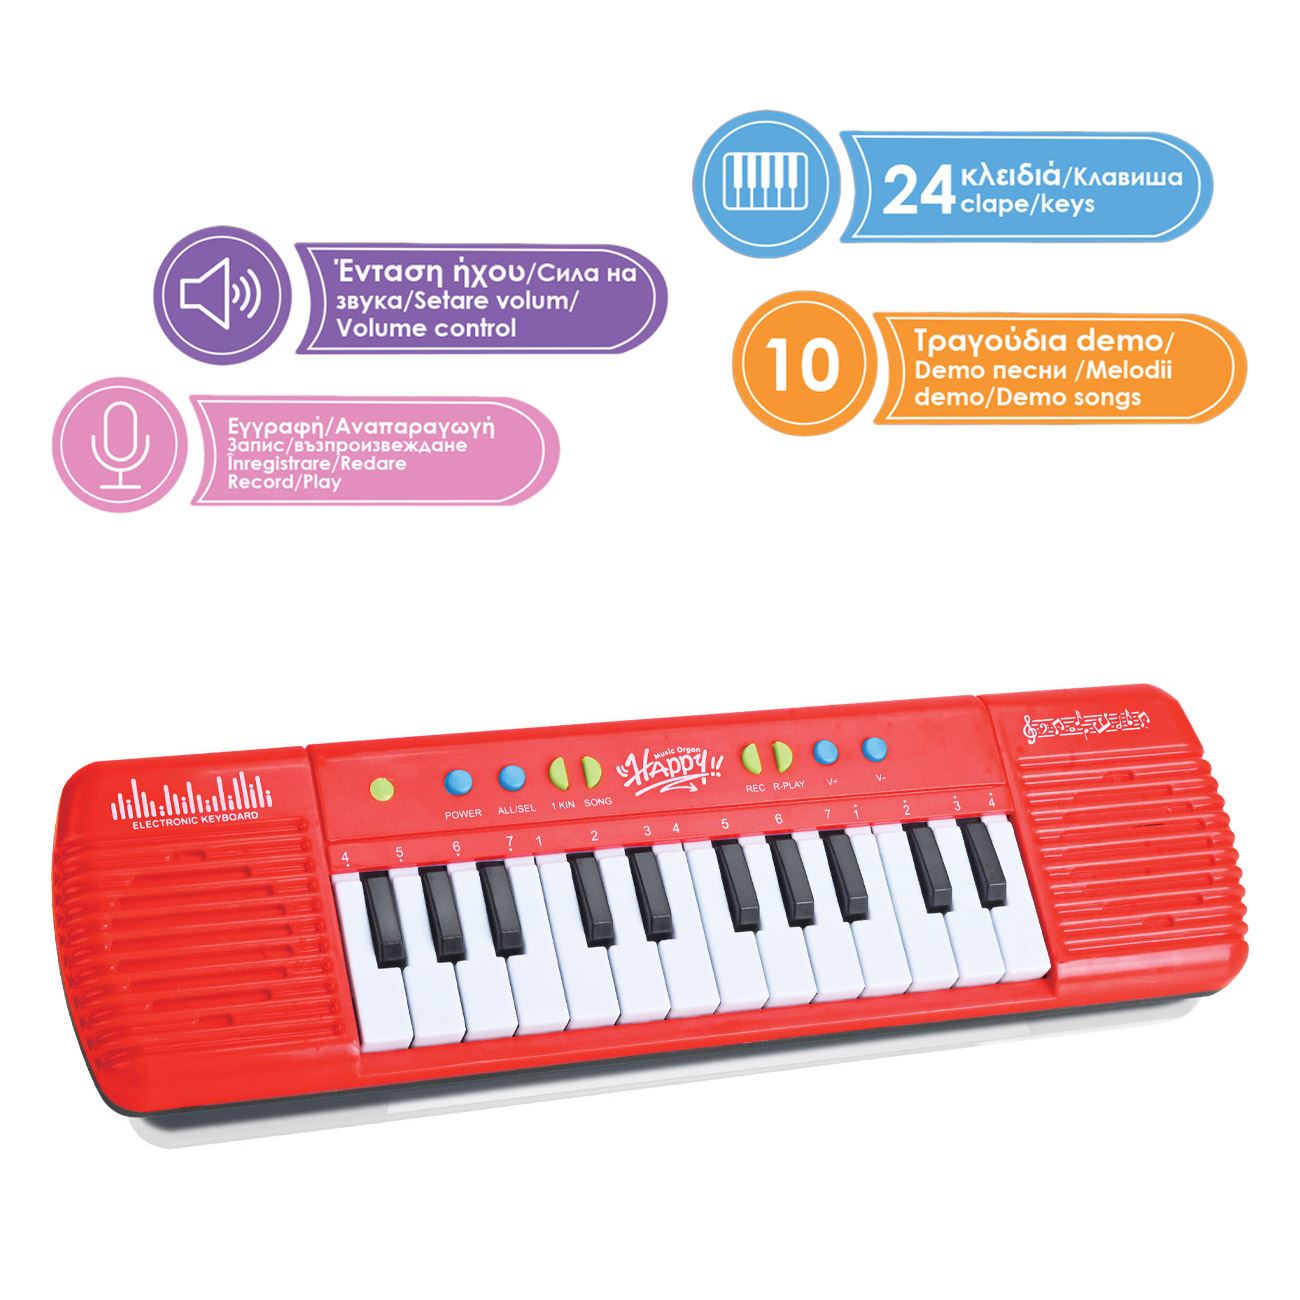 24
κλειδιά/Клавиша
clape/keys
Ένταση ήχου/Сила на
звука/Setare volum/
Volume control
10
Τραγούδια demo/
Demo песни /Melodii
demo/Demo songs
Εγγραφή/Αναπαραγωγή
Запис/възпроизвеждане
Înregistrare/Redare
Record/Play
ELECTRONIC KEYBOARD
POWER ALL/SEL 1 KIN SONG
Music Organ
HAPPY!!
REC R-PLAY V+ V-
4 5 6 7 1 2 3 4 5 6 7 1 2 3 4